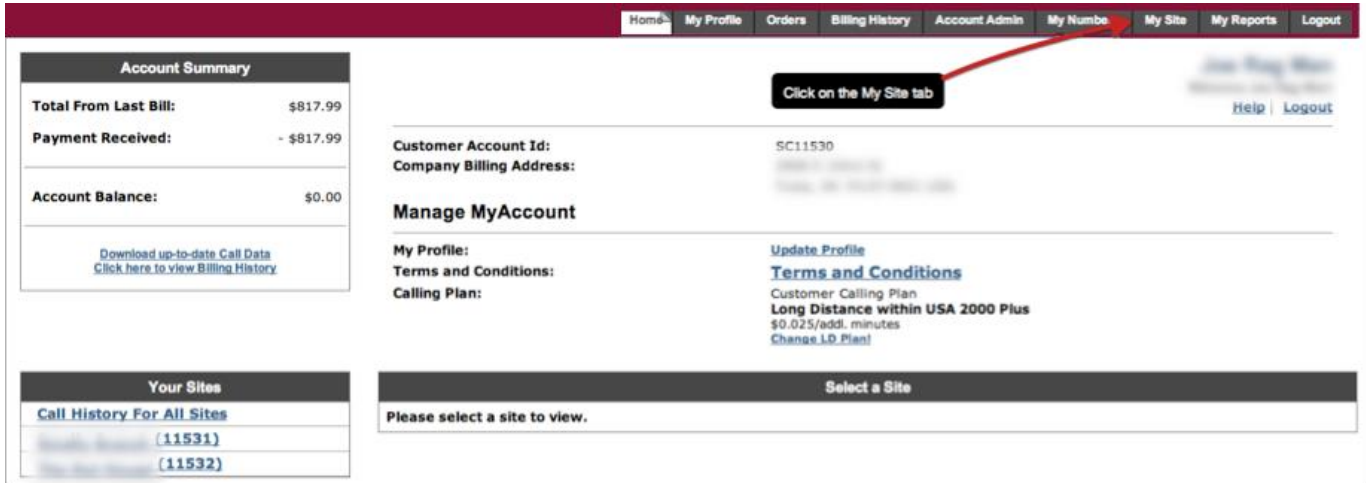 Home My Profile Orders Billing History Account Admin My Numbe My Site My Reports Logout
Account Summary
Total From Last Bill: $817.99
Payment Received: - $817.99
Account Balance: $0.00
Download up-to-date Call Data
Click here to view Billing History
Click on the My Site tab
Help | Logout
Customer Account Id: SC11530
Company Billing Address:
Manage MyAccount
My Profile: Update Profile
Terms and Conditions: Terms and Conditions
Calling Plan: Customer Calling Plan
Long Distance within USA 2000 Plus
$0.025/addl. minutes
Change LD Plan!
Your Sites
Call History For All Sites
(11531)
(11532)
Select a Site
Please select a site to view.